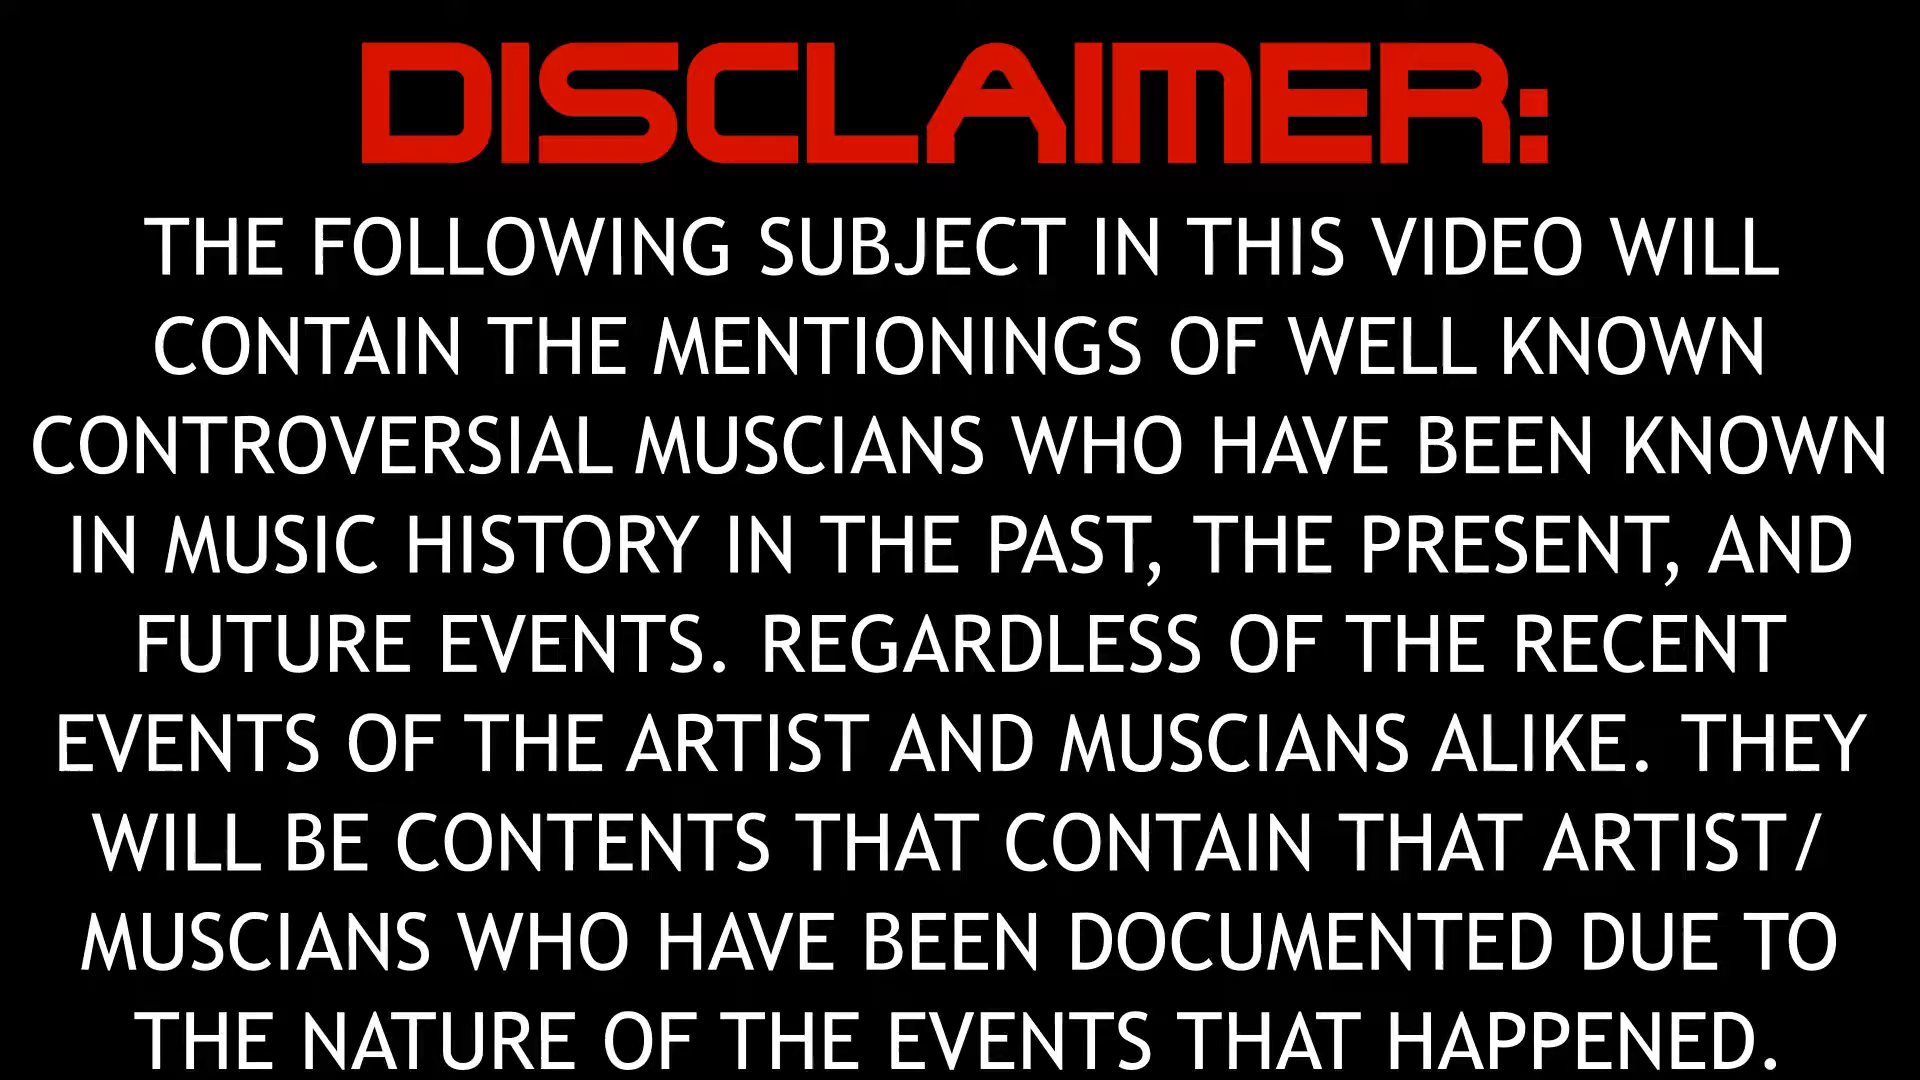 DISCLAIMER:
THE FOLLOWING SUBJECT IN THIS VIDEO WILL
CONTAIN THE MENTIONINGS OF WELL KNOWN
CONTROVERSIAL MUSCIANS WHO HAVE BEEN KNOWN
IN MUSIC HISTORY IN THE PAST, THE PRESENT, AND
FUTURE EVENTS. REGARDLESS OF THE RECENT
EVENTS OF THE ARTIST AND MUSCIANS ALIKE. THEY
WILL BE CONTENTS THAT CONTAIN THAT ARTIST/
MUSCIANS WHO HAVE BEEN DOCUMENTED DUE TO
THE NATURE OF THE EVENTS THAT HAPPENED.